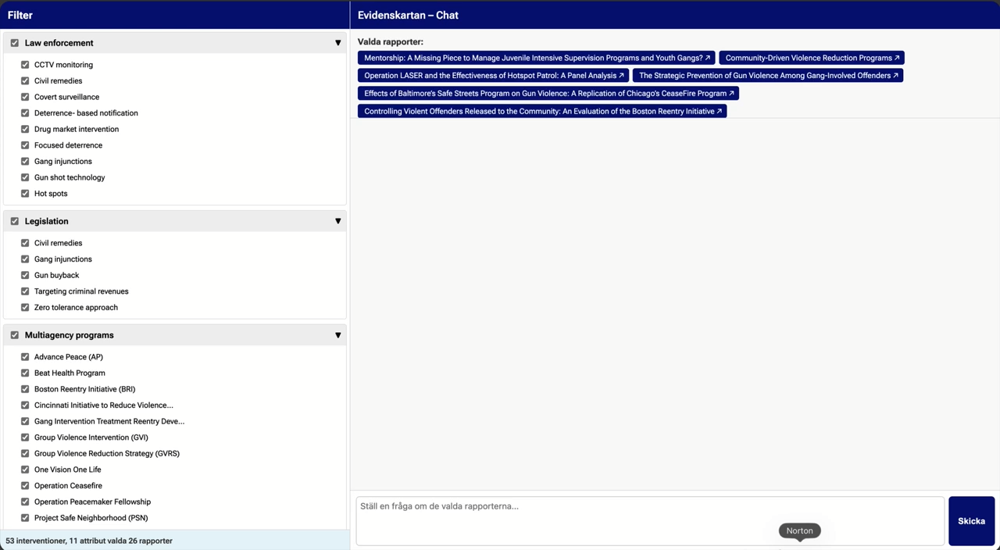 Filter
Law enforcement
CCTV monitoring
Civil remedies
Covert surveillance
Deterrence- based notification
Drug market intervention
Focused deterrence
Gang injunctions
Gun shot technology
Hot spots
Legislation
Civil remedies
Gang injunctions
Gun buyback
Targeting criminal revenues
Zero tolerance approach
Multiagency programs
Advance Peace (AP)
Beat Health Program
Boston Reentry Initiative (BRI)
Cincinnati Initiative to Reduce Violence...
Gang Intervention Treatment Reentry Deve...
Group Violence Intervention (GVI)
Group Violence Reduction Strategy (GVRS)
One Vision One Life
Operation Ceasefire
Operation Peacemaker Fellowship
Project Safe Neighborhood (PSN)
53 interventioner, 11 attribut valda 26 rapporter
Evidenskartan – Chat
Valda rapporter:
Mentorship: A Missing Piece to Manage Juvenile Intensive Supervision Programs and Youth Gangs? ↗
Community-Driven Violence Reduction Programs ↗
Operation LASER and the Effectiveness of Hotspot Patrol: A Panel Analysis ↗
The Strategic Prevention of Gun Violence Among Gang-Involved Offenders ↗
Effects of Baltimore's Safe Streets Program on Gun Violence: A Replication of Chicago's CeaseFire Program ↗
Controlling Violent Offenders Released to the Community: An Evaluation of the Boston Reentry Initiative ↗
Ställ en fråga om de valda rapporterna...
Skicka
Norton